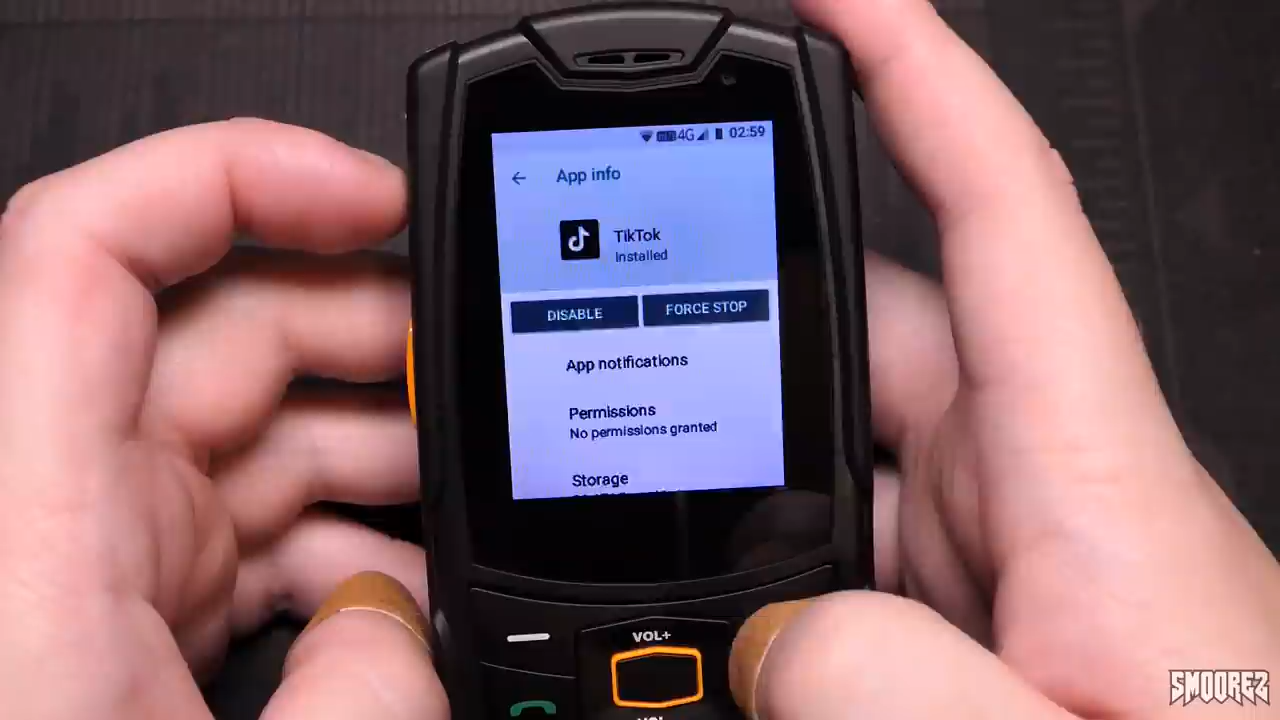 4G 02:59
App info
TikTok
Installed
DISABLE
FORCE STOP
App notifications
Permissions
No permissions granted
Storage
VOL+
SMOOREZ